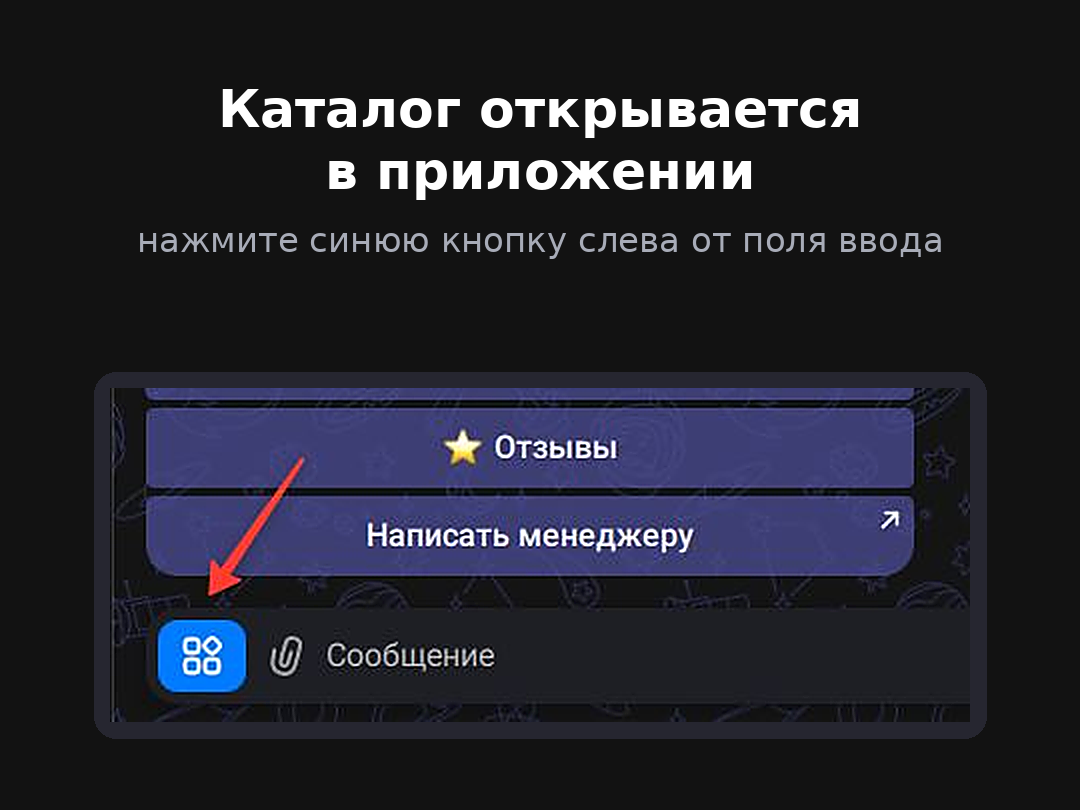 Каталог открывается
в приложении
нажмите синюю кнопку слева от поля ввода
Отзывы
Написать менеджеру
Сообщение